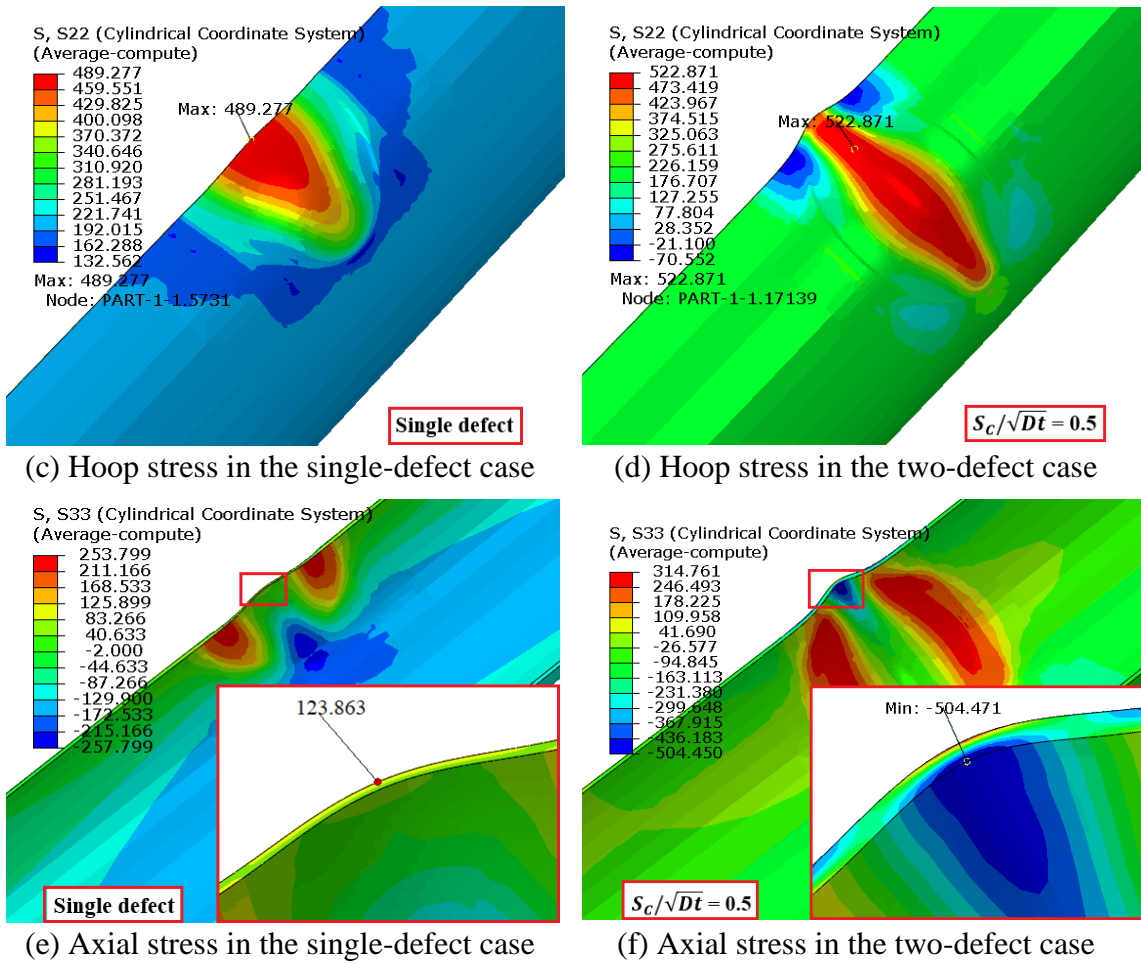 S, S22 (Cylindrical Coordinate System)
(Average-compute)
489.277
459.551
429.825
400.098
370.372
340.646
310.920
281.193
251.467
221.741
192.015
162.288
132.562
Max: 489.277
Max: 489.277
Node: PART-1-1.5731
Single defect
(c) Hoop stress in the single-defect case
S, S22 (Cylindrical Coordinate System)
(Average-compute)
522.871
473.419
423.967
374.515
325.063
275.611
226.159
176.707
127.255
77.804
28.352
-21.100
-70.552
Max: 522.871
Max: 522.871
Node: PART-1-1.17139
S_C/√Dt = 0.5
(d) Hoop stress in the two-defect case
S, S33 (Cylindrical Coordinate System)
(Average-compute)
253.799
211.166
168.533
125.899
83.266
40.633
-2.000
-44.633
-87.266
-129.900
-172.533
-215.166
-257.799
123.863
Single defect
(e) Axial stress in the single-defect case
S, S33 (Cylindrical Coordinate System)
(Average-compute)
314.761
246.493
178.225
109.958
41.690
-26.577
-94.845
-163.113
-231.380
-299.648
-367.915
-436.183
-504.450
Min: -504.471
S_C/√Dt = 0.5
(f) Axial stress in the two-defect case